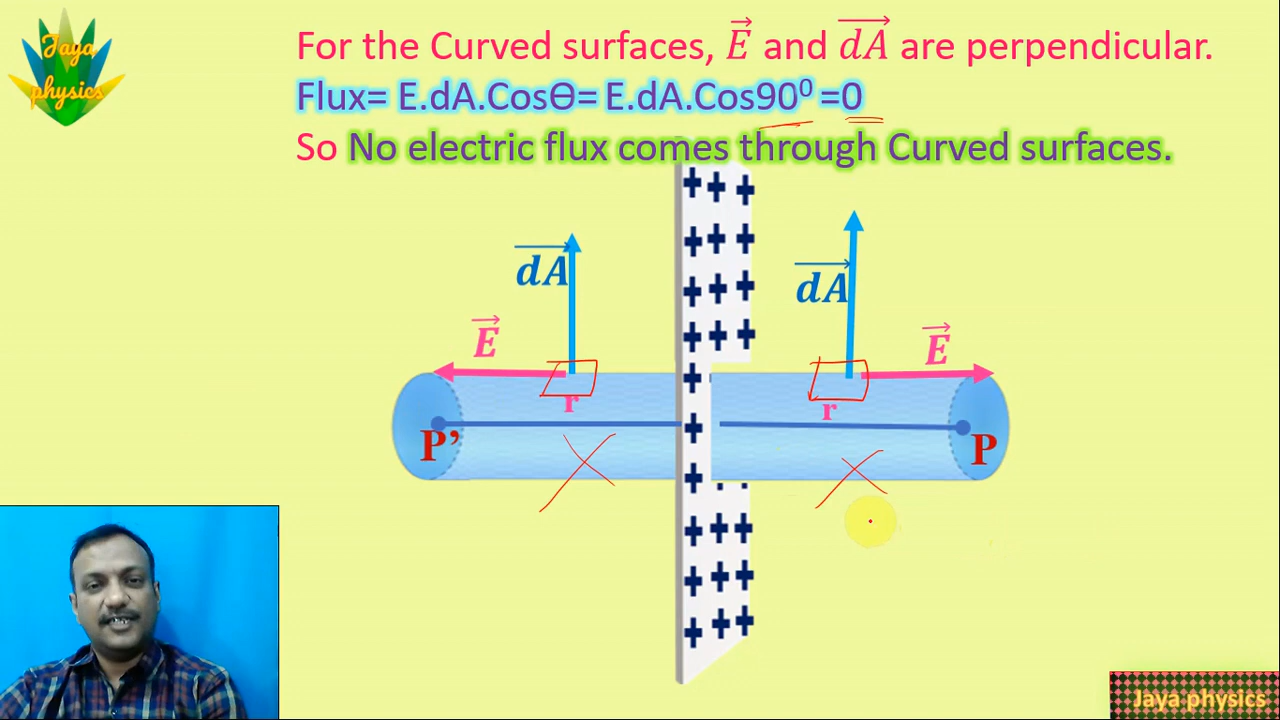 Jaya
physics
For the Curved surfaces, E⃗ and dA⃗ are perpendicular.
Flux= E.dA.CosƟ= E.dA.Cos90⁰ =0
So No electric flux comes through Curved surfaces.
dA⃗
dA⃗
E⃗
E⃗
r
r
P’
P
Jaya physics